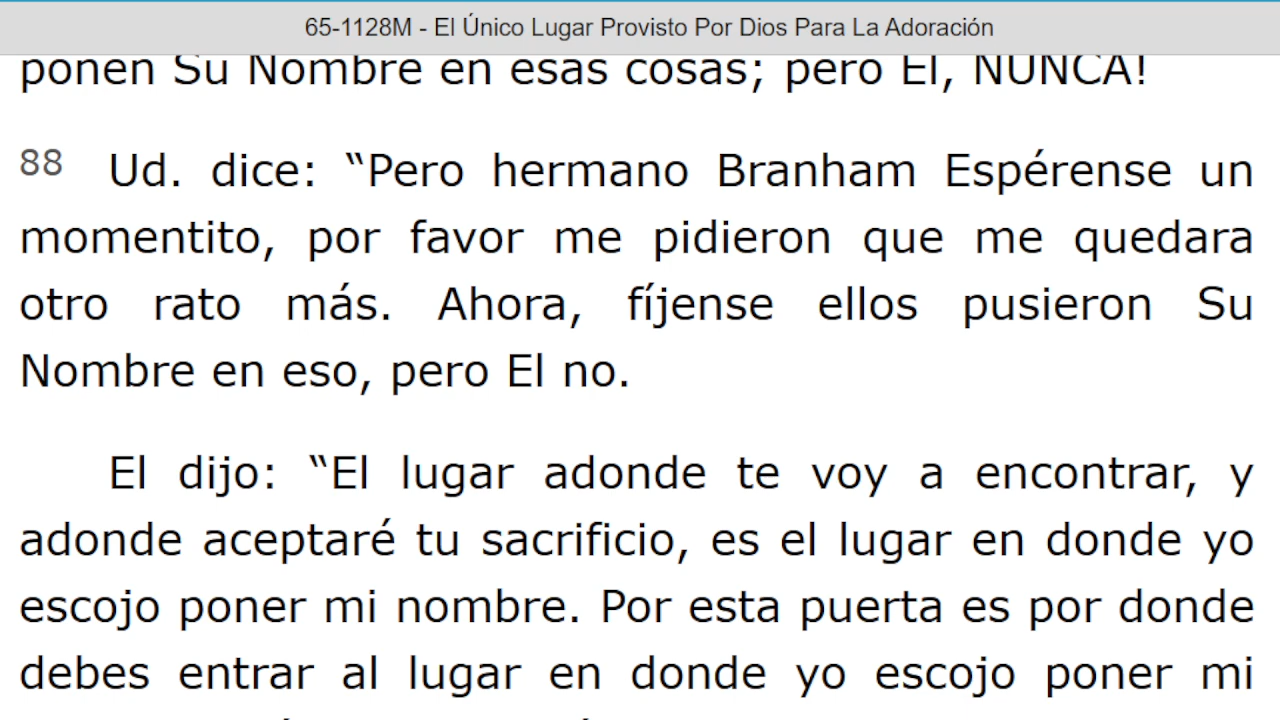 65-1128M - El Único Lugar Provisto Por Dios Para La Adoración
ponen Su Nombre en esas cosas; pero El, NUNCA!
88 Ud. dice: “Pero hermano Branham Espérense un
momentito, por favor me pidieron que me quedara
otro rato más. Ahora, fíjense ellos pusieron Su
Nombre en eso, pero El no.
El dijo: “El lugar adonde te voy a encontrar, y
adonde aceptaré tu sacrificio, es el lugar en donde yo
escojo poner mi nombre. Por esta puerta es por donde
debes entrar al lugar en donde yo escojo poner mi